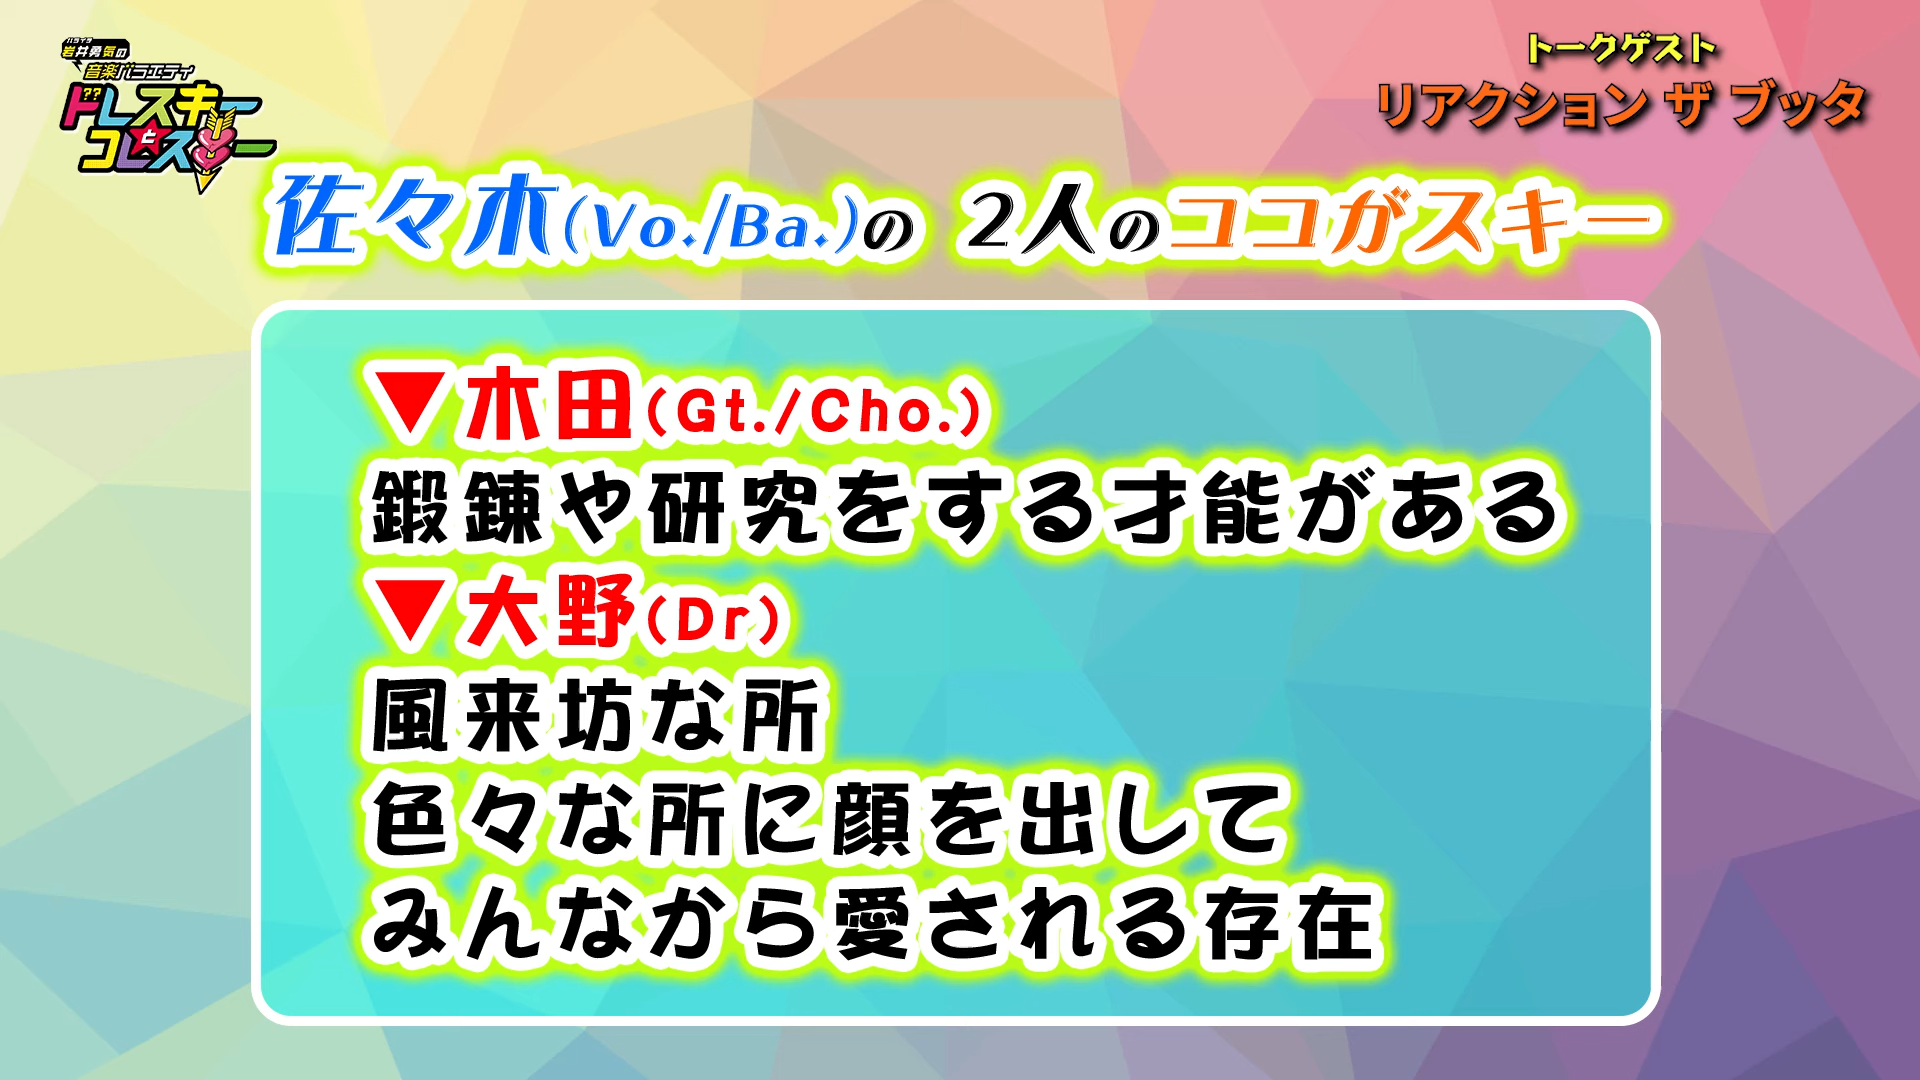 ハライチ
岩井勇気の
音楽バラエティ
ドレスキー
??
と
コレスキー
トークゲスト
リアクション ザ ブッタ
佐々木(Vo./Ba.)の 2人のココがスキー
▼木田(Gt./Cho.)
鍛錬や研究をする才能がある
▼大野(Dr)
風来坊な所
色々な所に顔を出して
みんなから愛される存在